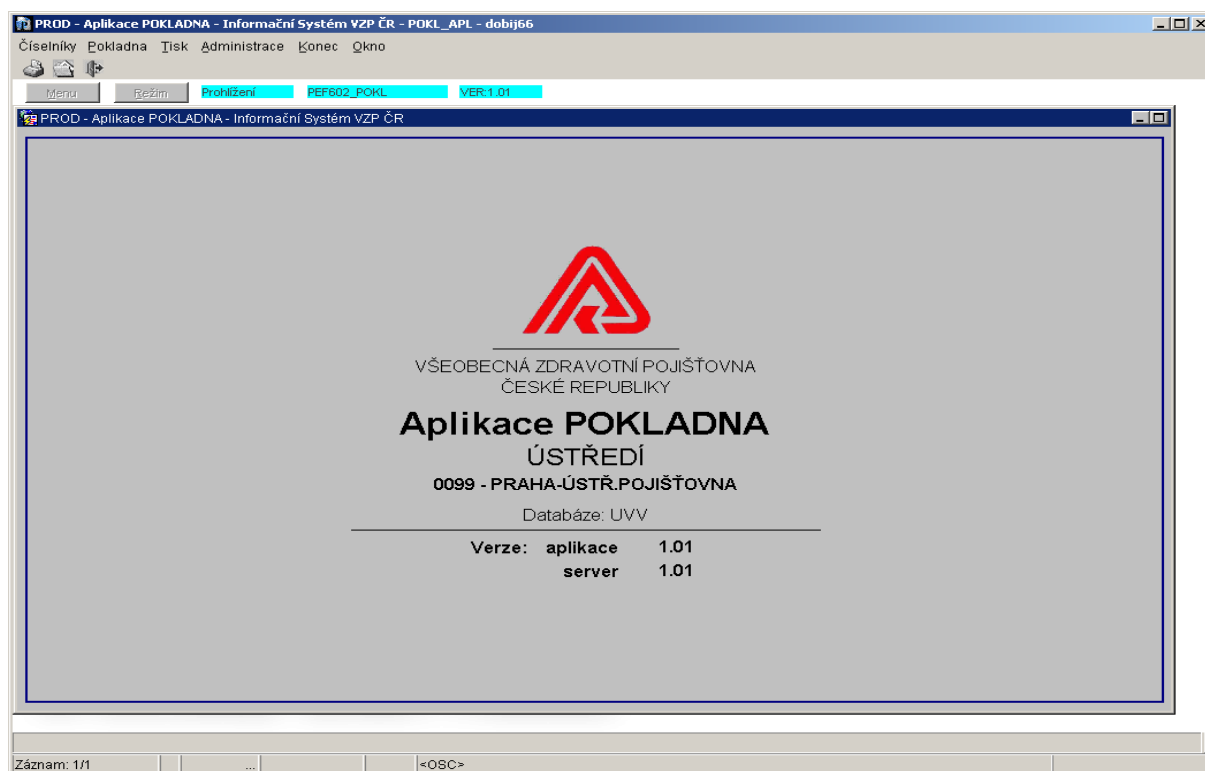 PROD - Aplikace POKLADNA - Informační Systém VZP ČR - POKL_APL - dobij66
Číselníky Pokladna Tisk Administrace Konec Okno
Menu Režim Prohlížení PEF602_POKL VER:1.01
PROD - Aplikace POKLADNA - Informační Systém VZP ČR
VŠEOBECNÁ ZDRAVOTNÍ POJIŠŤOVNA
ČESKÉ REPUBLIKY
Aplikace POKLADNA
ÚSTŘEDÍ
0099 - PRAHA-ÚSTŘ.POJIŠŤOVNA
Databáze: UVV
Verze: aplikace 1.01
server 1.01
Záznam: 1/1 ... <OSC>